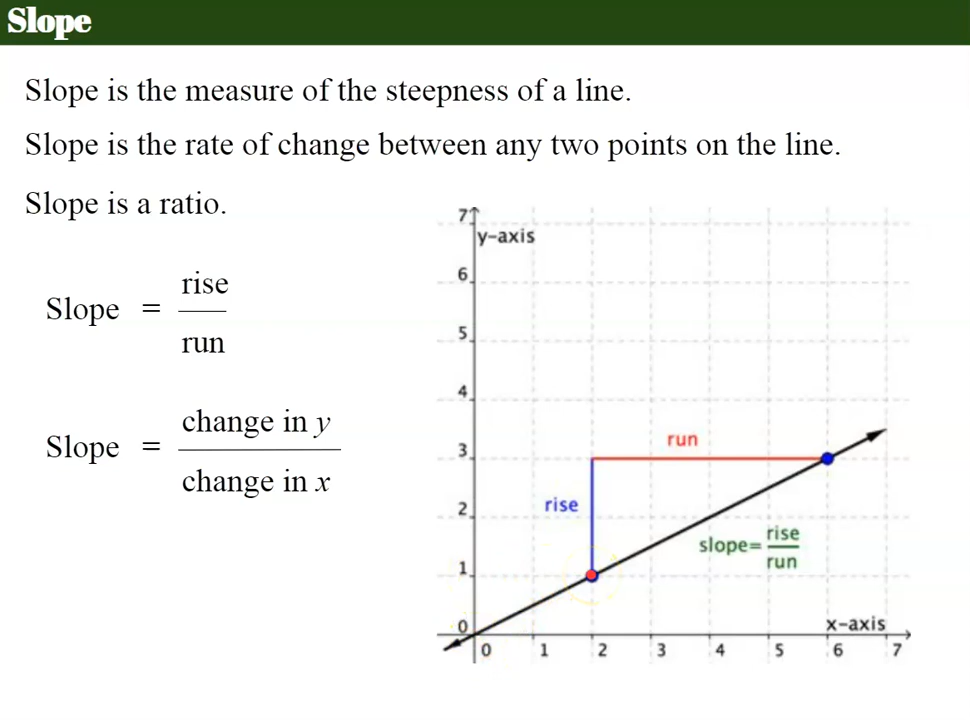 Slope
Slope is the measure of the steepness of a line.
Slope is the rate of change between any two points on the line.
Slope is a ratio.
Slope = rise
run
Slope = change in y
change in x
7
y-axis
6
5
4
3
2
1
0
run
rise
slope= rise
run
x-axis
0 1 2 3 4 5 6 7